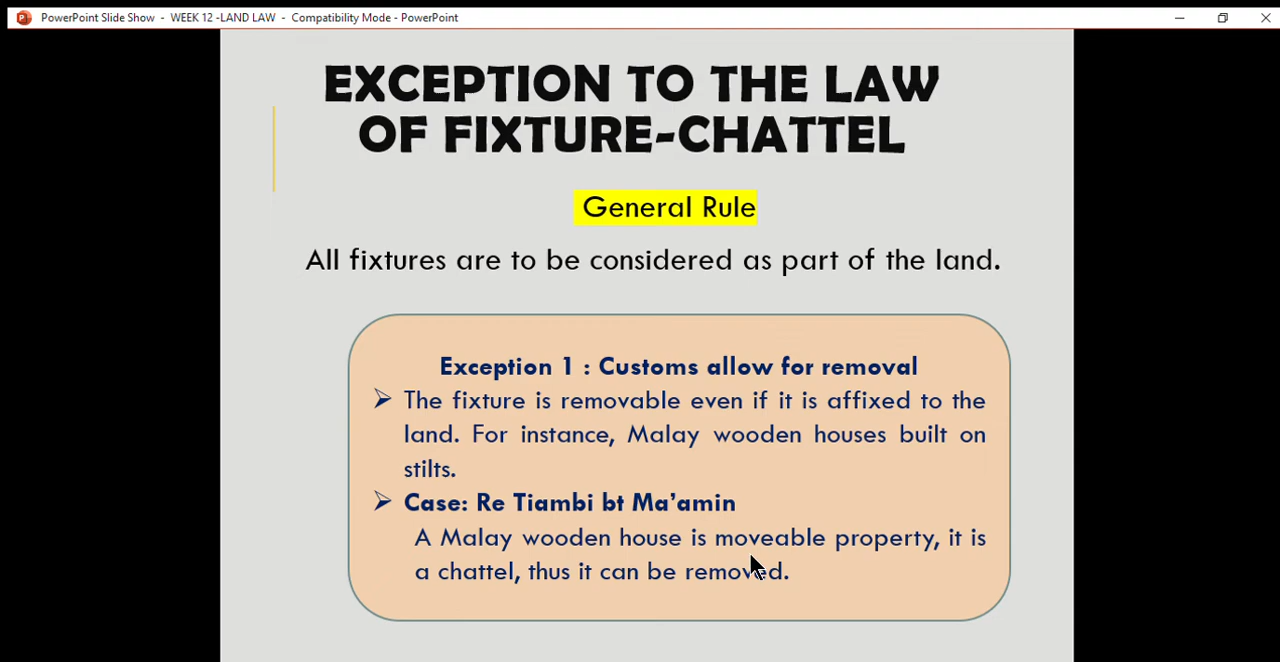 PowerPoint Slide Show - WEEK 12 -LAND LAW - Compatibility Mode - PowerPoint
EXCEPTION TO THE LAW
OF FIXTURE-CHATTEL
General Rule
All fixtures are to be considered as part of the land.
Exception 1 : Customs allow for removal
➢ The fixture is removable even if it is affixed to the
land. For instance, Malay wooden houses built on
stilts.
➢ Case: Re Tiambi bt Ma’amin
A Malay wooden house is moveable property, it is
a chattel, thus it can be removed.